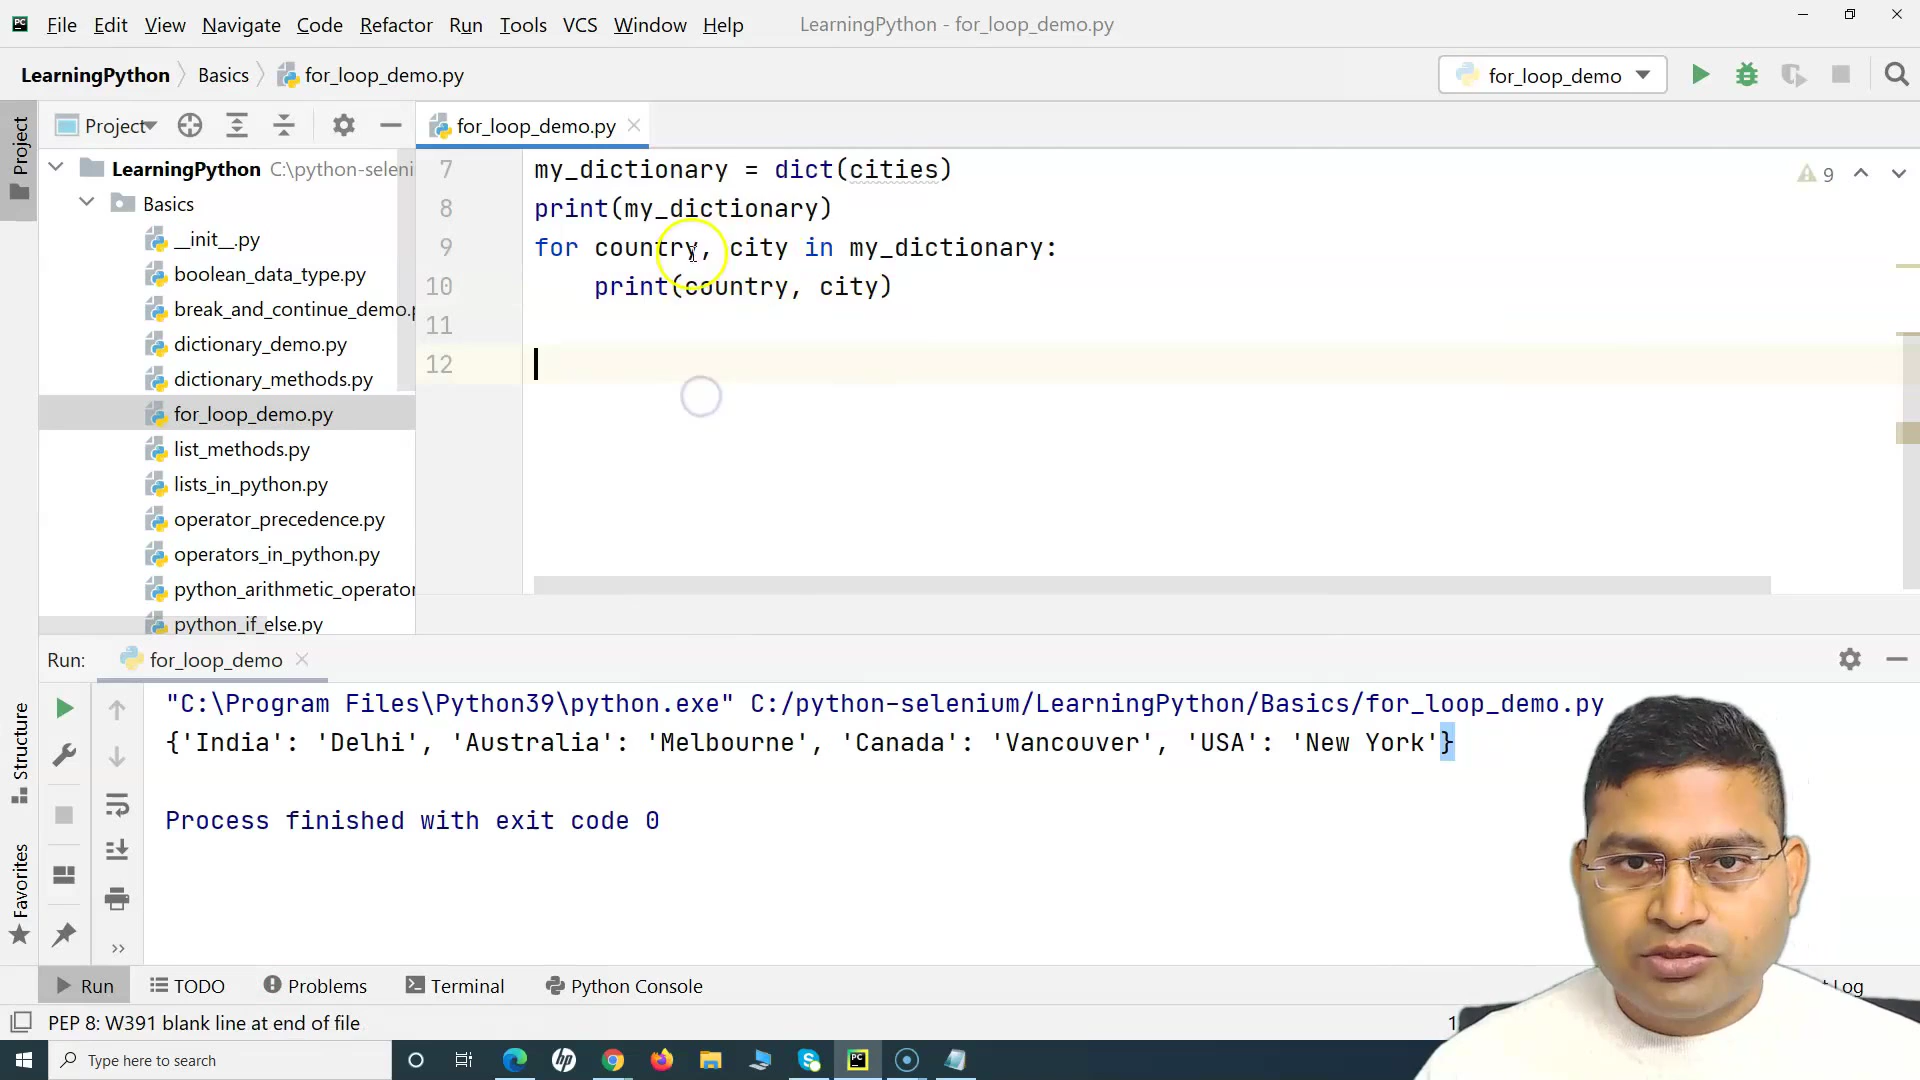 File Edit View Navigate Code Refactor Run Tools VCS Window Help LearningPython - for_loop_demo.py
LearningPython Basics for_loop_demo.py for_loop_demo
Project for_loop_demo.py
Project
LearningPython C:\python-seleni
Basics
__init__.py
boolean_data_type.py
break_and_continue_demo.p
dictionary_demo.py
dictionary_methods.py
for_loop_demo.py
list_methods.py
lists_in_python.py
operator_precedence.py
operators_in_python.py
python_arithmetic_operator
python_if_else.py
7 my_dictionary = dict(cities) 9
8 print(my_dictionary)
9 for country, city in my_dictionary:
10 print(country, city)
11
12
Run: for_loop_demo
"C:\Program Files\Python39\python.exe" C:/python-selenium/LearningPython/Basics/for_loop_demo.py
{'India': 'Delhi', 'Australia': 'Melbourne', 'Canada': 'Vancouver', 'USA': 'New York'}
Process finished with exit code 0
Structure
Favorites
Run TODO Problems Terminal Python Console t Log
PEP 8: W391 blank line at end of file 1
Type here to search